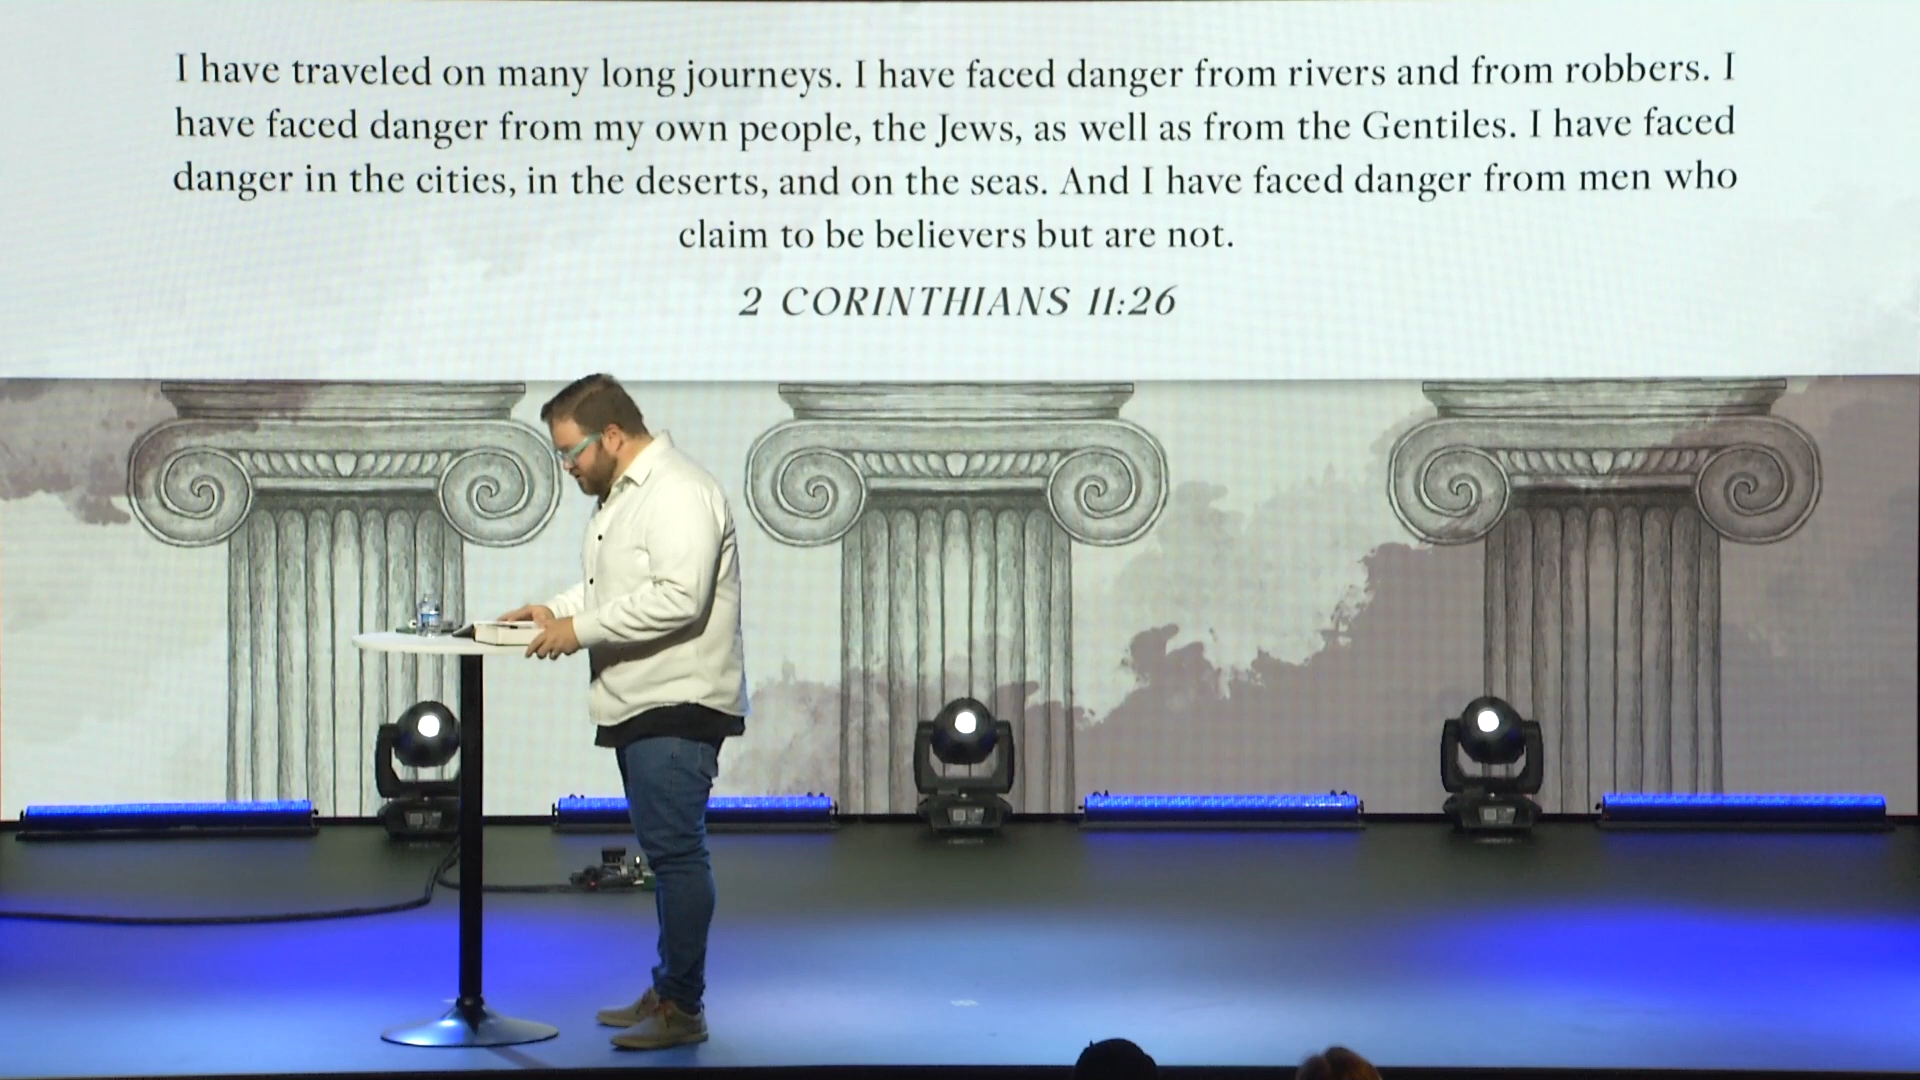 I have traveled on many long journeys. I have faced danger from rivers and from robbers. I
have faced danger from my own people, the Jews, as well as from the Gentiles. I have faced
danger in the cities, in the deserts, and on the seas. And I have faced danger from men who
claim to be believers but are not.
2 CORINTHIANS 11:26